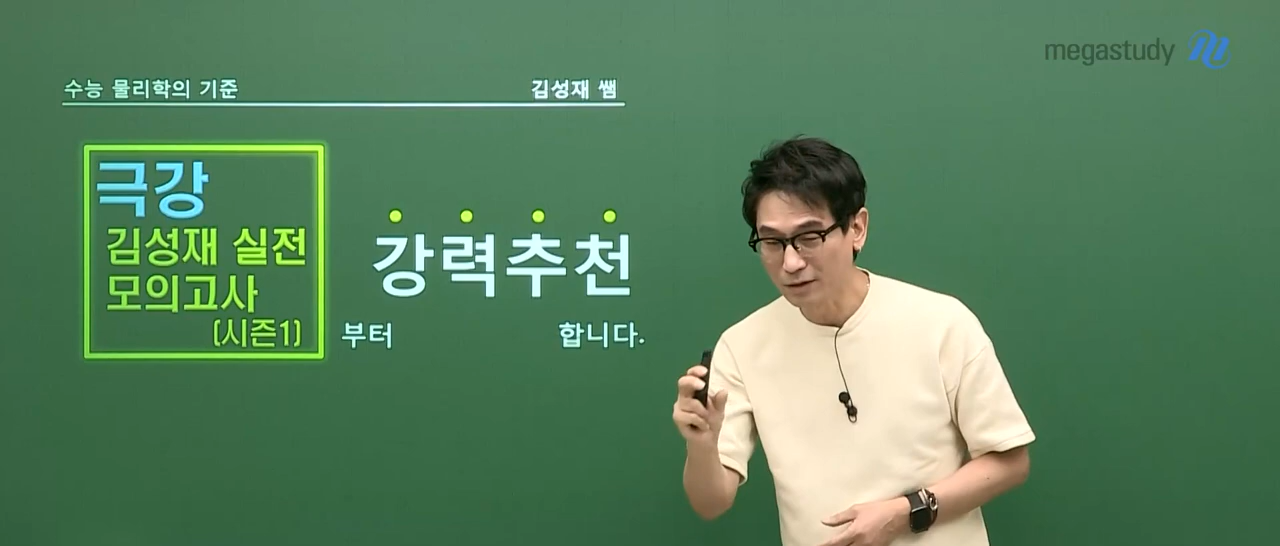 megastudy
수능 물리학의 기준 김성재 쌤
극강
김성재 실전
모의고사
(시즌1)
부터
강력추천
합니다.